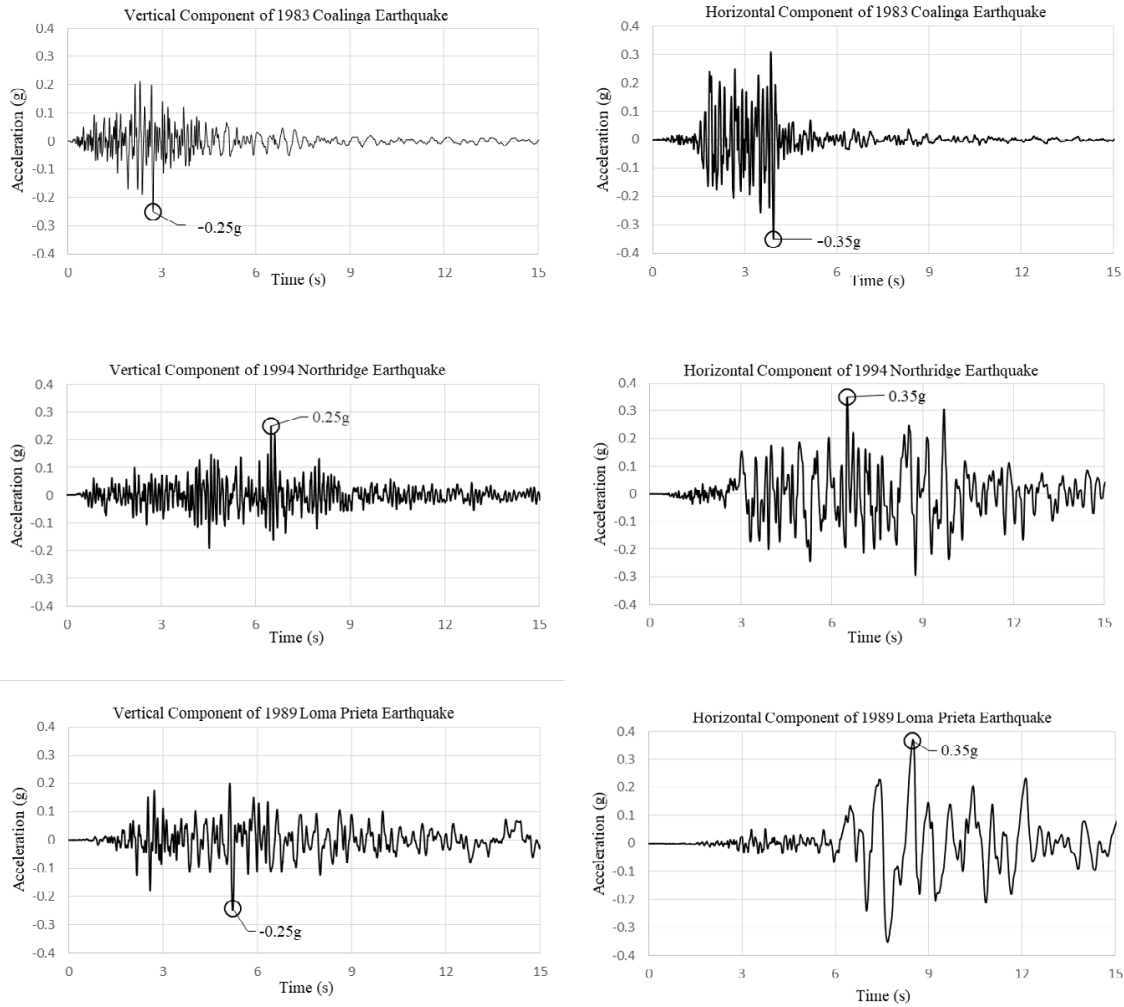 Vertical Component of 1983 Coalinga Earthquake
0.4
0.3
0.2
0.1
0
-0.1
-0.2
-0.3
-0.4
Acceleration (g)
-0.25g
0 3 6 9 12 15
Time (s)
Horizontal Component of 1983 Coalinga Earthquake
0.4
0.3
0.2
0.1
0
-0.1
-0.2
-0.3
-0.4
Acceleration (g)
-0.35g
0 3 6 9 12 15
Time (s)
Vertical Component of 1994 Northridge Earthquake
0.4
0.3
0.2
0.1
0
-0.1
-0.2
-0.3
-0.4
Acceleration (g)
0.25g
0 3 6 9 12 15
Time (s)
Horizontal Component of 1994 Northridge Earthquake
0.4
0.3
0.2
0.1
0
-0.1
-0.2
-0.3
-0.4
Acceleration (g)
0.35g
0 3 6 9 12 15
Time (s)
Vertical Component of 1989 Loma Prieta Earthquake
0.4
0.3
0.2
0.1
0
-0.1
-0.2
-0.3
-0.4
Acceleration (g)
-0.25g
0 3 6 9 12 15
Time (s)
Horizontal Component of 1989 Loma Prieta Earthquake
0.4
0.3
0.2
0.1
0
-0.1
-0.2
-0.3
-0.4
Acceleration (g)
0.35g
0 3 6 9 12 15
Time (s)